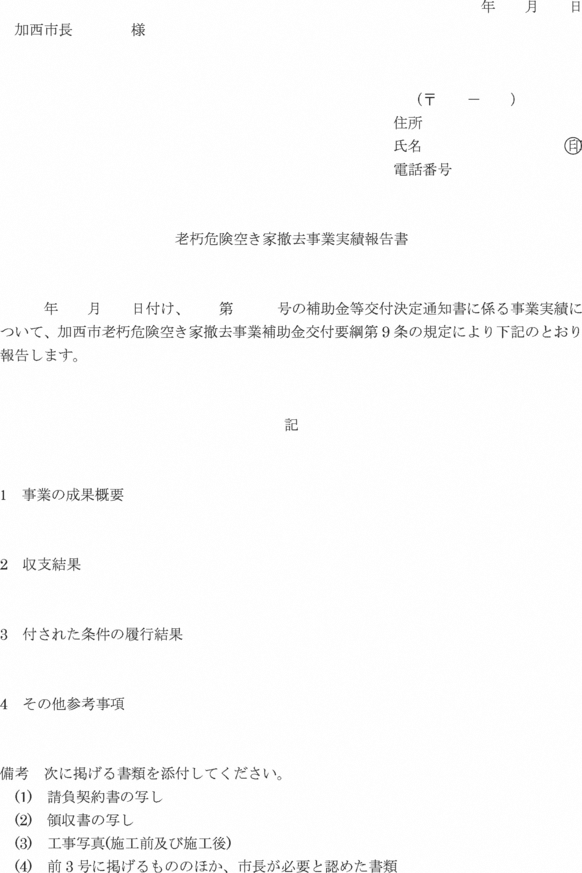 年　　月　　日
加西市長　　　　様
（〒　　－　　）
住所
氏名　　　　　　　　　　㊞
電話番号
老朽危険空き家撤去事業実績報告書
年　　月　　日付け、　　第　　　号の補助金等交付決定通知書に係る事業実績に
ついて、加西市老朽危険空き家撤去事業補助金交付要綱第９条の規定により下記のとおり
報告します。
記
1　事業の成果概要
2　収支結果
3　付された条件の履行結果
4　その他参考事項
備考　次に掲げる書類を添付してください。
(1)　請負契約書の写し
(2)　領収書の写し
(3)　工事写真(施工前及び施工後)
(4)　前３号に掲げるもののほか、市長が必要と認めた書類